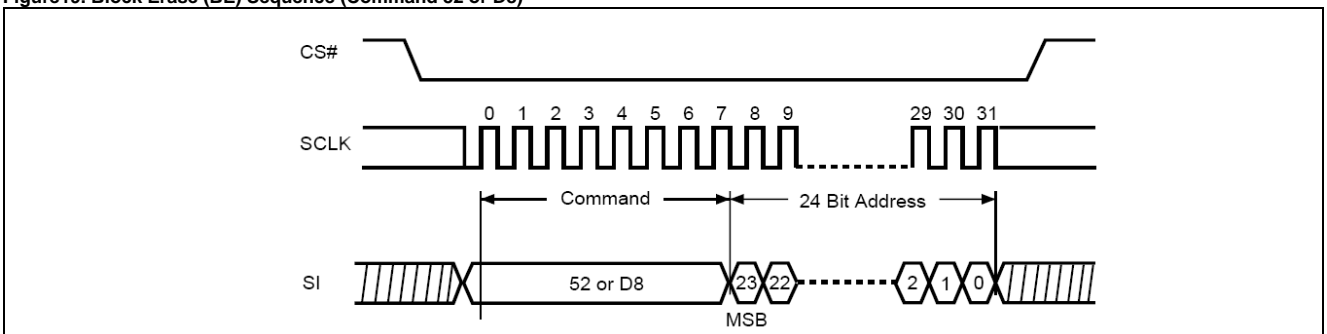 Figure13. Block Erase (BE) Sequence (Command 52 or D8)
CS#
0 1 2 3 4 5 6 7 8 9 29 30 31
SCLK
Command 24 Bit Address
SI 52 or D8 23 22 2 1 0
MSB